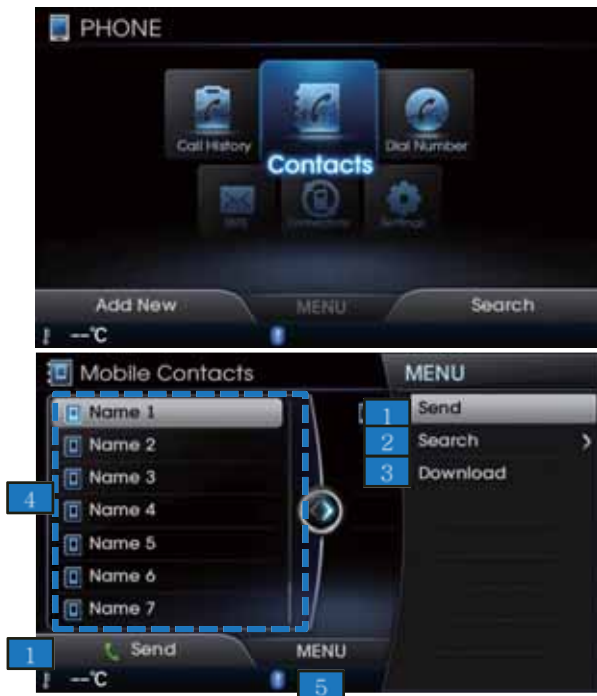 PHONE
Call History
Contacts
Dial Number
SMS
Settings
Add New
MENU
Search
--°C
Mobile Contacts
MENU
Name 1
1 Send
Name 2
2 Search
Name 3
3 Download
4
Name 4
Name 5
Name 6
Name 7
1 Send
MENU
--°C
5